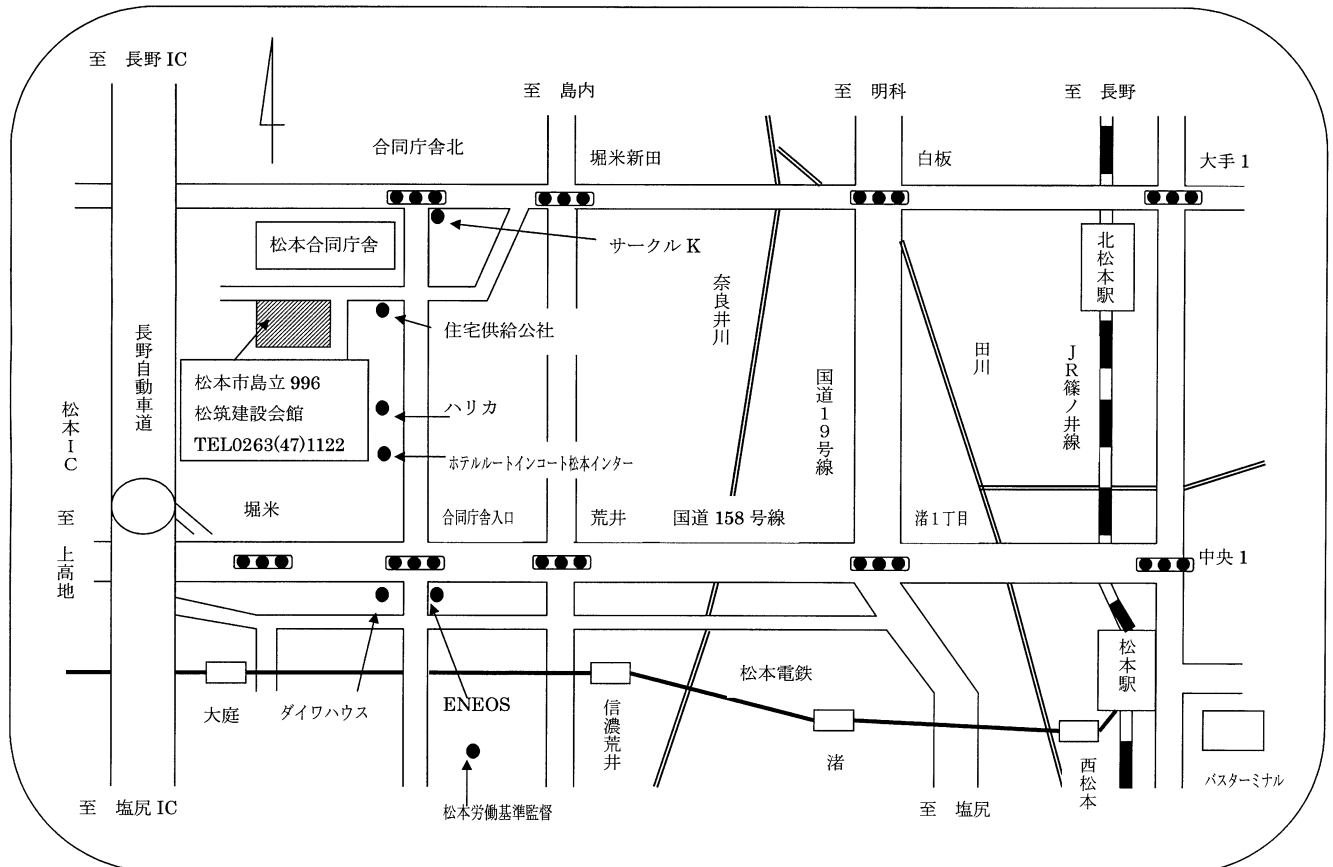 至 長野 IC
至 島内
至 明科
至 長野
合同庁舎北
堀米新田
白板
大手 1
松本合同庁舎
サークル K
北松本駅
奈良井川
住宅供給公社
長野自動車道
国道19号線
田川
JR篠ノ井線
松本市島立 996
松筑建設会館
TEL0263(47)1122
ハリカ
松本IC
ホテルルートインコート松本インター
堀米
合同庁舎入口
荒井
国道 158 号線
渚1丁目
至 上高地
中央 1
松本駅
松本電鉄
大庭
ダイワハウス
ENEOS
信濃荒井
渚
西松本
バスターミナル
至 塩尻 IC
松本労働基準監督
至 塩尻